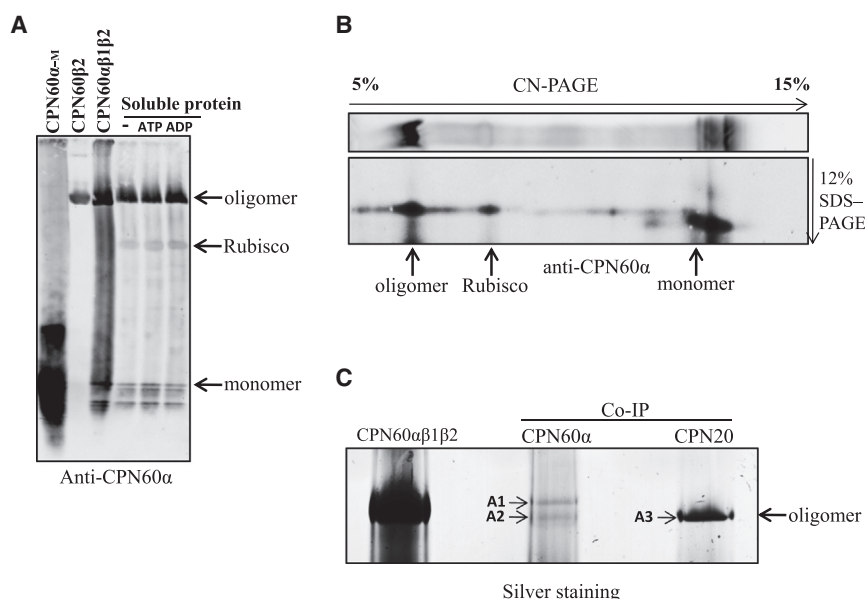 A
CPN60α-M
CPN60β2
CPN60αβ1β2
Soluble protein
- ATP ADP
oligomer
Rubisco
monomer
Anti-CPN60α
B
5% CN-PAGE 15%
12%
SDS–
PAGE
anti-CPN60α
oligomer Rubisco monomer
C
Co-IP
CPN60αβ1β2 CPN60α CPN20
A1
A2
A3
oligomer
Silver staining